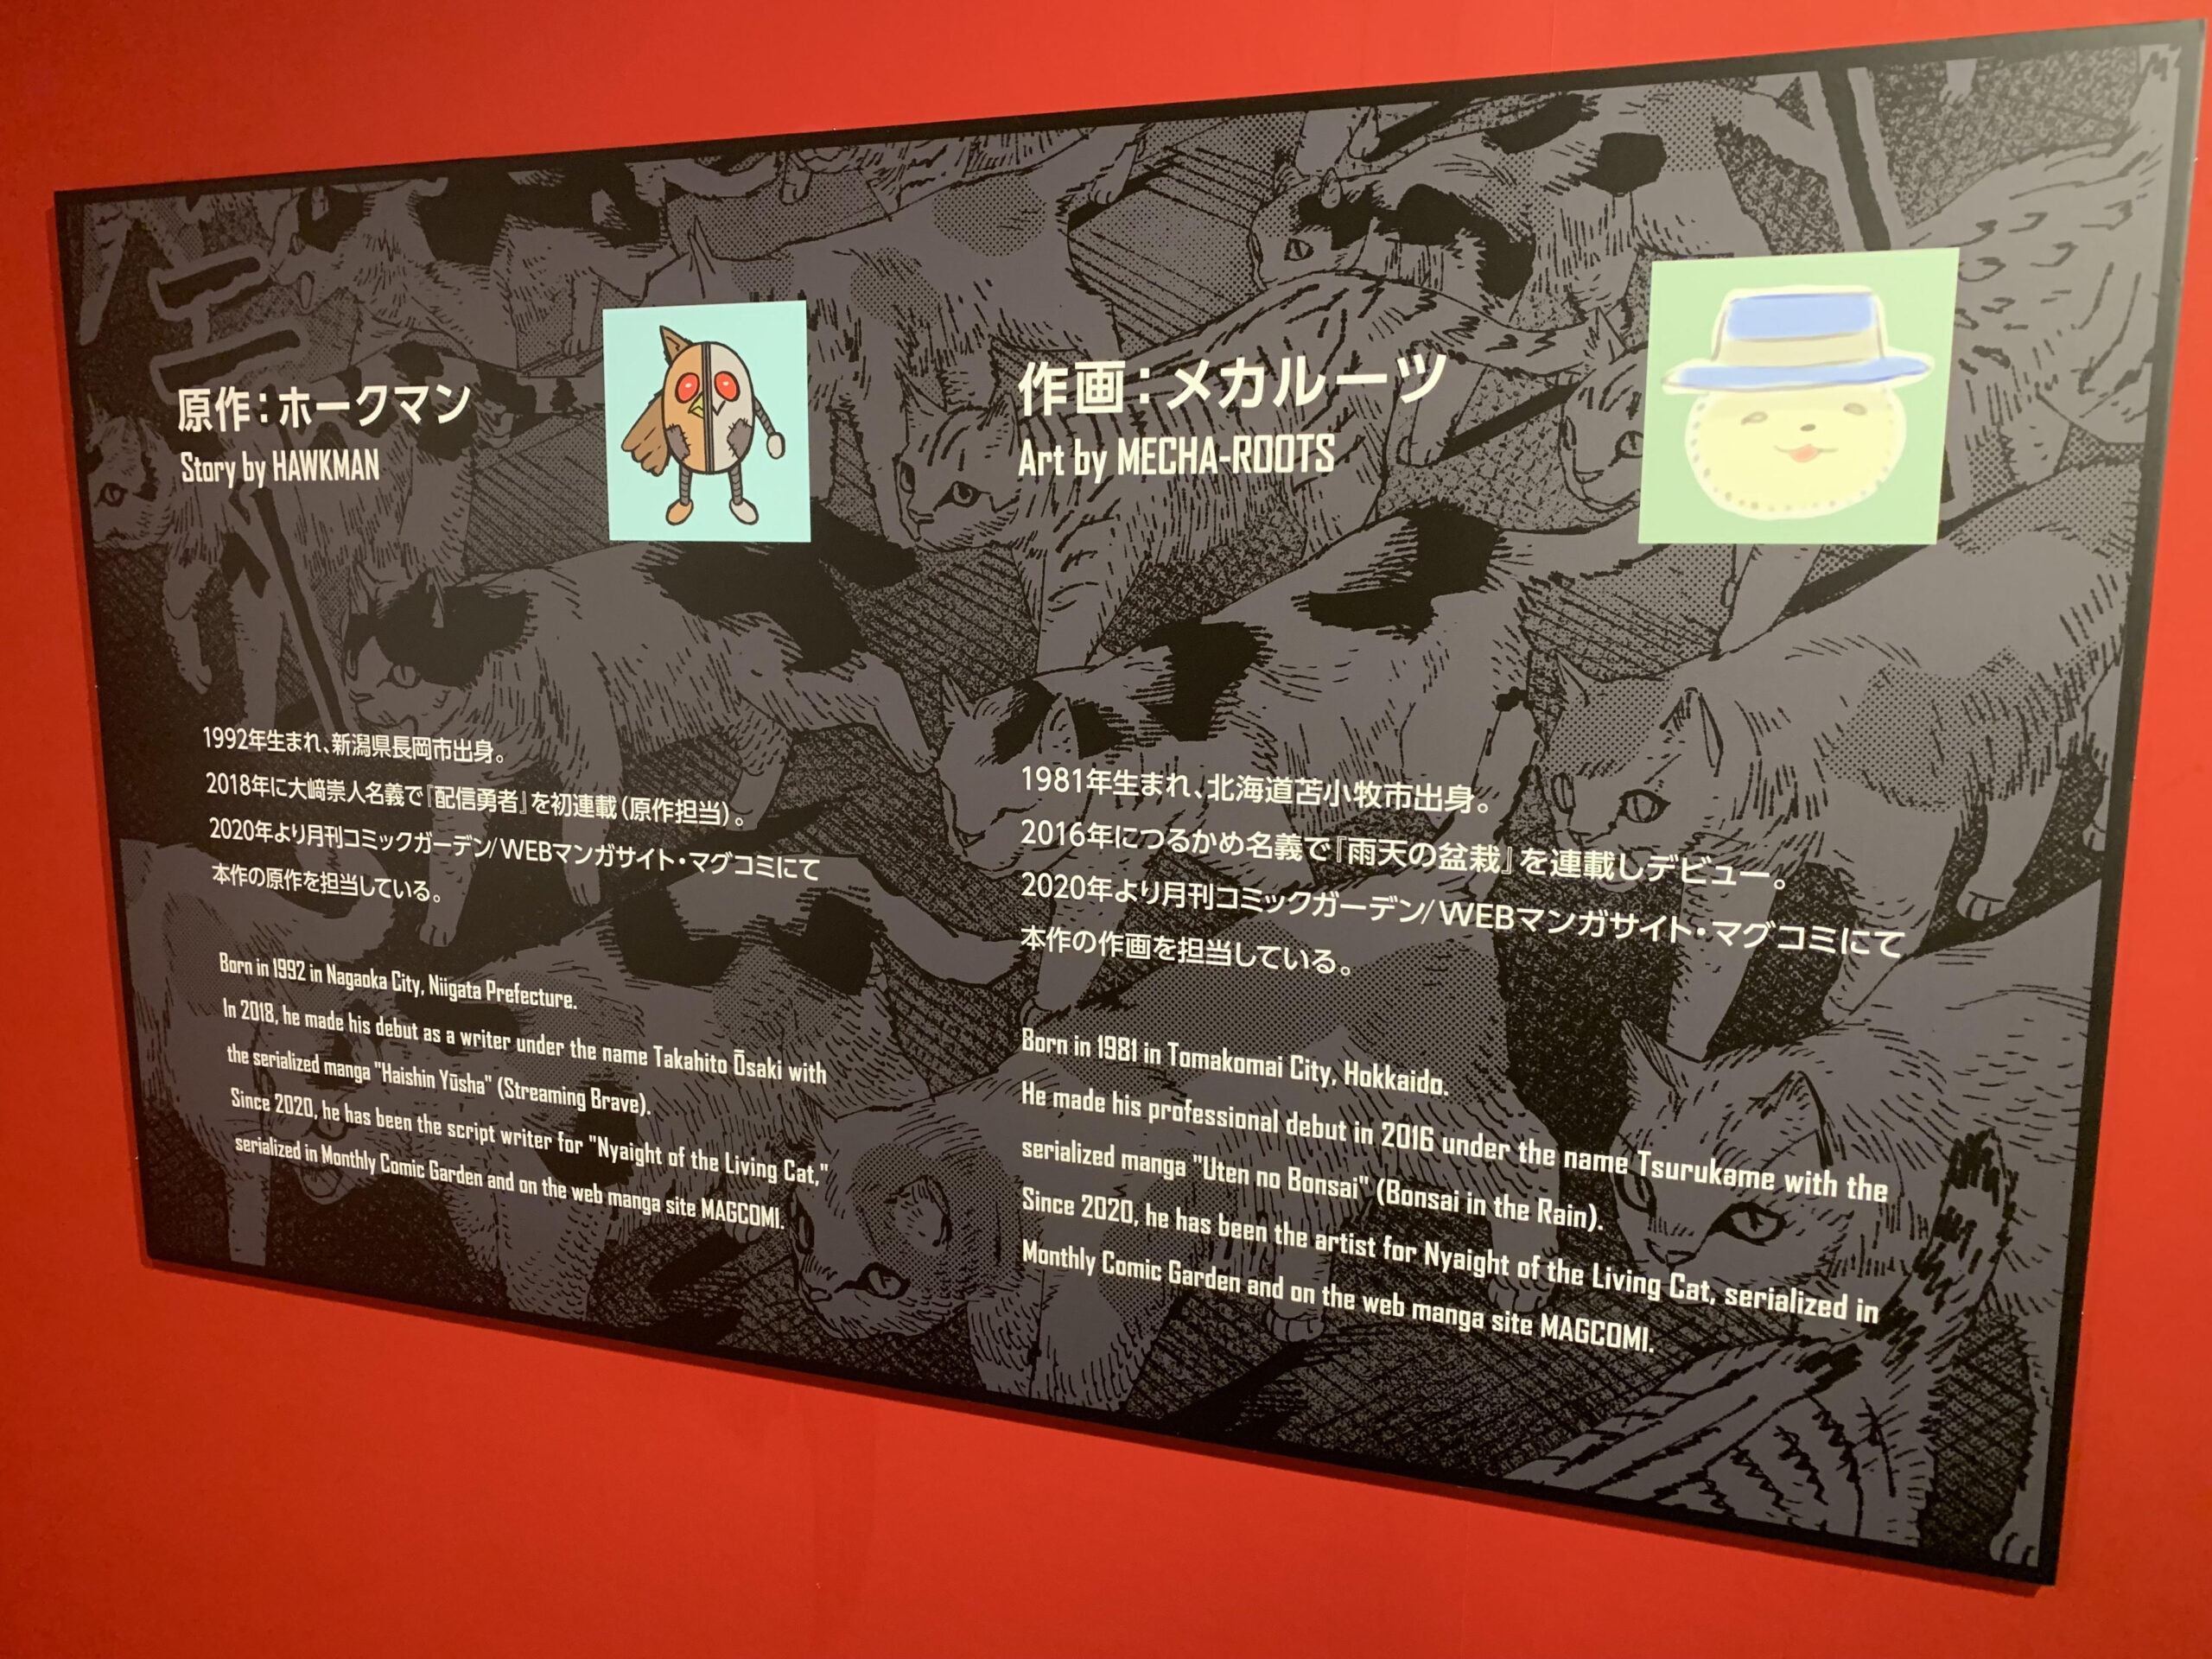 原作：ホークマン
Story by HAWKMAN
1992年生まれ、新潟県長岡市出身。
2018年に大﨑崇人名義で『配信勇者』を初連載（原作担当）。
2020年より月刊コミックガーデン/WEBマンガサイト・マグコミにて
本作の原作を担当している。
Born in 1992 in Nagaoka City, Niigata Prefecture.
In 2018, he made his debut as a writer under the name Takahito Ōsaki with
the serialized manga "Haishin Yūsha" (Streaming Brave).
Since 2020, he has been the script writer for "Nyaight of the Living Cat,"
serialized in Monthly Comic Garden and on the web manga site MAGCOMI.
作画：メカルーツ
Art by MECHA-ROOTS
1981年生まれ、北海道苫小牧市出身。
2016年につるかめ名義で『雨天の盆栽』を連載しデビュー。
2020年より月刊コミックガーデン/WEBマンガサイト・マグコミにて
本作の作画を担当している。
Born in 1981 in Tomakomai City, Hokkaido.
He made his professional debut in 2016 under the name Tsurukame with the
serialized manga "Uten no Bonsai" (Bonsai in the Rain).
Since 2020, he has been the artist for Nyaight of the Living Cat, serialized in
Monthly Comic Garden and on the web manga site MAGCOMI.